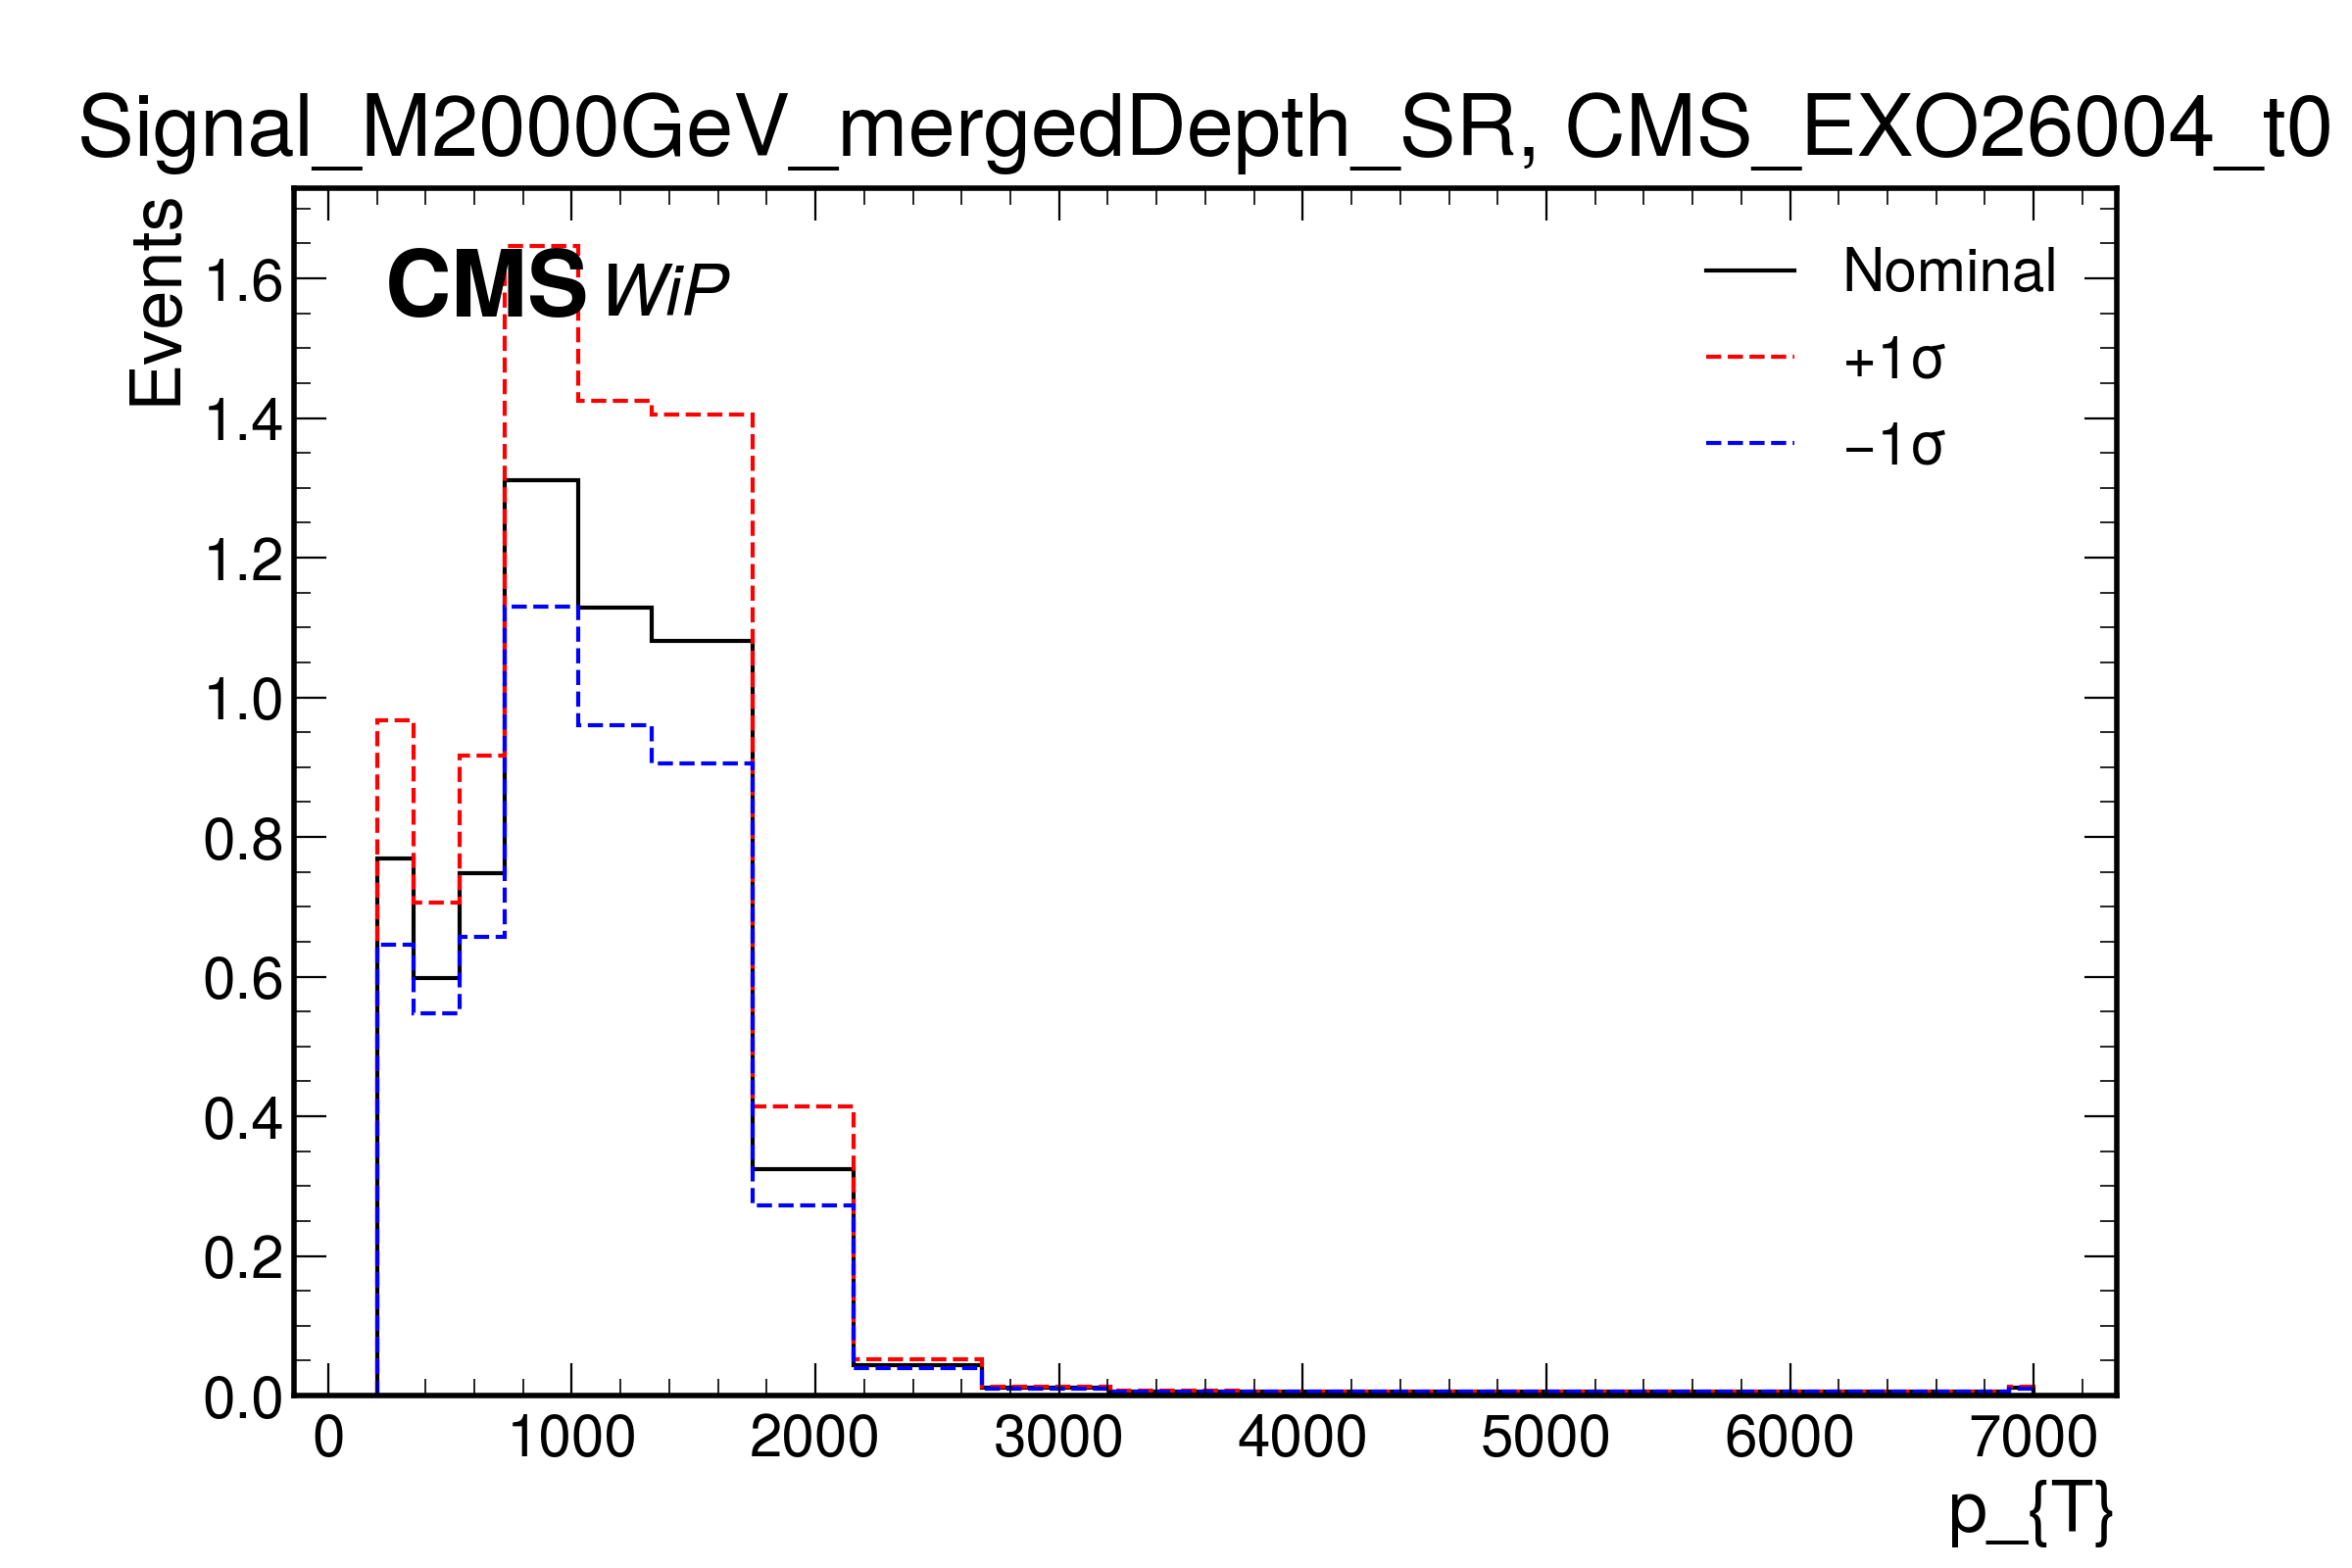 Signal_M2000GeV_mergedDepth_SR, CMS_EXO26004_t0
Events
CMS WiP
Nominal
+1σ
−1σ
1.6
1.4
1.2
1.0
0.8
0.6
0.4
0.2
0.0
0 1000 2000 3000 4000 5000 6000 7000
p_{T}